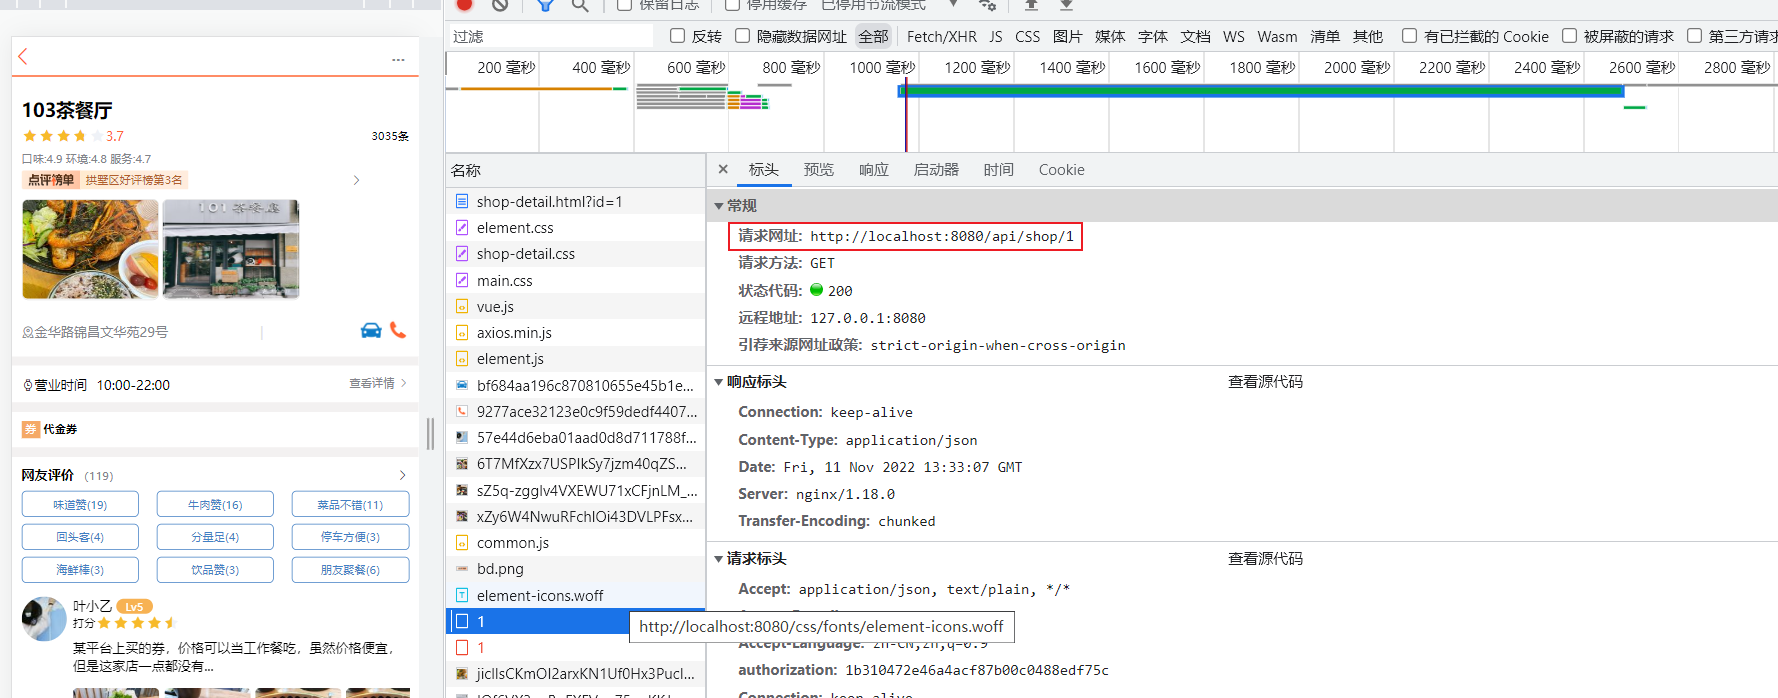 103茶餐厅
3.7
3035条
口味:4.9 环境:4.8 服务:4.7
点评榜单 拱墅区好评榜第3名
101 茶餐廳
金华路锦昌文华苑29号
营业时间 10:00-22:00
查看详情
券 代金券
网友评价 (119)
味道赞(19) 牛肉赞(16) 菜品不错(11)
回头客(4) 分量足(4) 停车方便(3)
海鲜棒(3) 饮品赞(3) 朋友聚餐(6)
叶小乙 Lv5
打分
某平台上买的券，价格可以当工作餐吃，虽然价格便宜，
但是这家店一点都没有...
保留日志 停用缓存 已停用节流模式
过滤 反转 隐藏数据网址 全部 Fetch/XHR JS CSS 图片 媒体 字体 文档 WS Wasm 清单 其他 有已拦截的 Cookie 被屏蔽的请求 第三方请求
200 毫秒 400 毫秒 600 毫秒 800 毫秒 1000 毫秒 1200 毫秒 1400 毫秒 1600 毫秒 1800 毫秒 2000 毫秒 2200 毫秒 2400 毫秒 2600 毫秒 2800 毫秒
名称
shop-detail.html?id=1
element.css
shop-detail.css
main.css
vue.js
axios.min.js
element.js
bf684aa196c870810655e45b1e...
9277ace32123e0c9f59dedf4407...
57e44d6eba01aad0d8d711788f...
6T7MfXzx7USPIkSy7jzm40qZS...
sZ5q-zgglv4VXEWU71xCFjnLM_...
xZy6W4NwuRFchlOi43DVLPFsx...
common.js
bd.png
element-icons.woff
1
1
jicllsCKmOI2arxKN1Uf0Hx3PucI...
× 标头 预览 响应 启动器 时间 Cookie
常规
请求网址: http://localhost:8080/api/shop/1
请求方法: GET
状态代码: 200
远程地址: 127.0.0.1:8080
引荐来源网址政策: strict-origin-when-cross-origin
响应标头 查看源代码
Connection: keep-alive
Content-Type: application/json
Date: Fri, 11 Nov 2022 13:33:07 GMT
Server: nginx/1.18.0
Transfer-Encoding: chunked
请求标头 查看源代码
Accept: application/json, text/plain, */*
http://localhost:8080/css/fonts/element-icons.woff
Accept-Language: zh-CN,zh;q=0.9
authorization: 1b310472e46a4acf87b00c0488edf75c
Connection: keep-alive